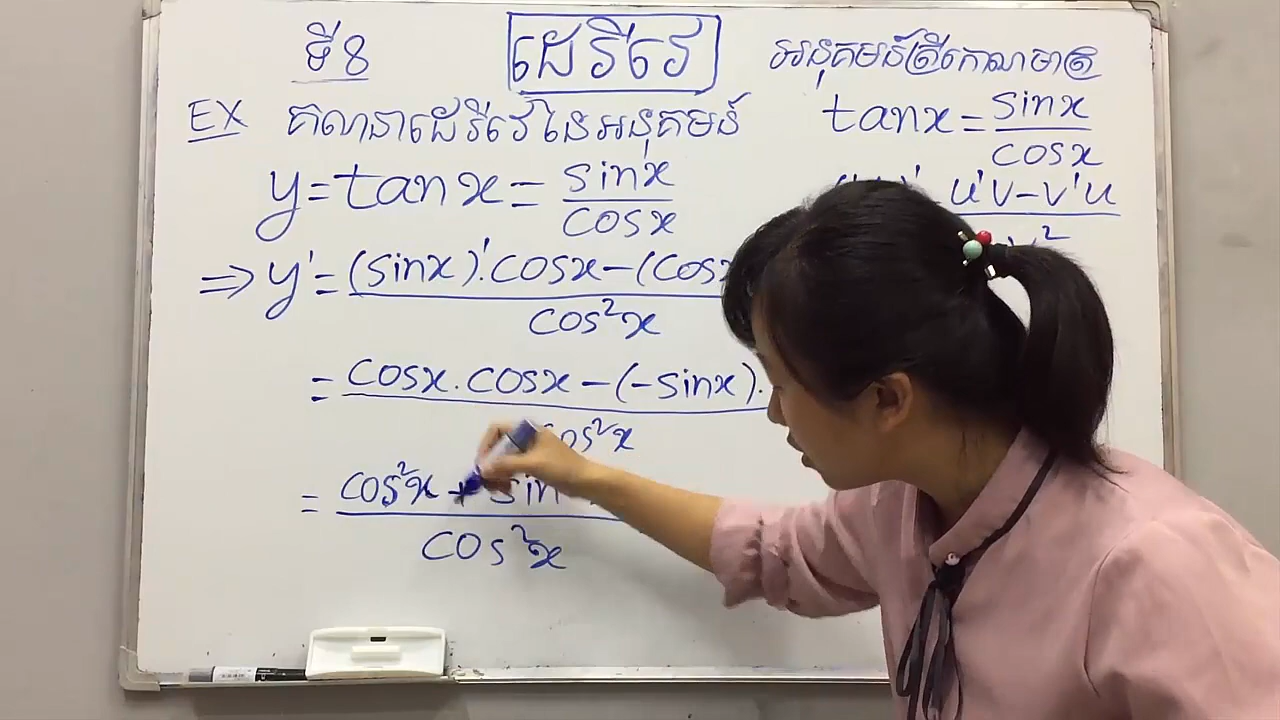 ទី 8
ដេរីវេ
អនុគមន៍ត្រីកោណមាត្រ
EX គណនាដេរីវេនៃអនុគមន៍
tanx = sinx / cosx
y = tanx = sinx / cosx
u'v - v'u
⇒ y' = (sinx)'.cosx - (cosx / cos²x
= cosx.cosx - (-sinx). / cos²x
= cos²x + sin / cos²x